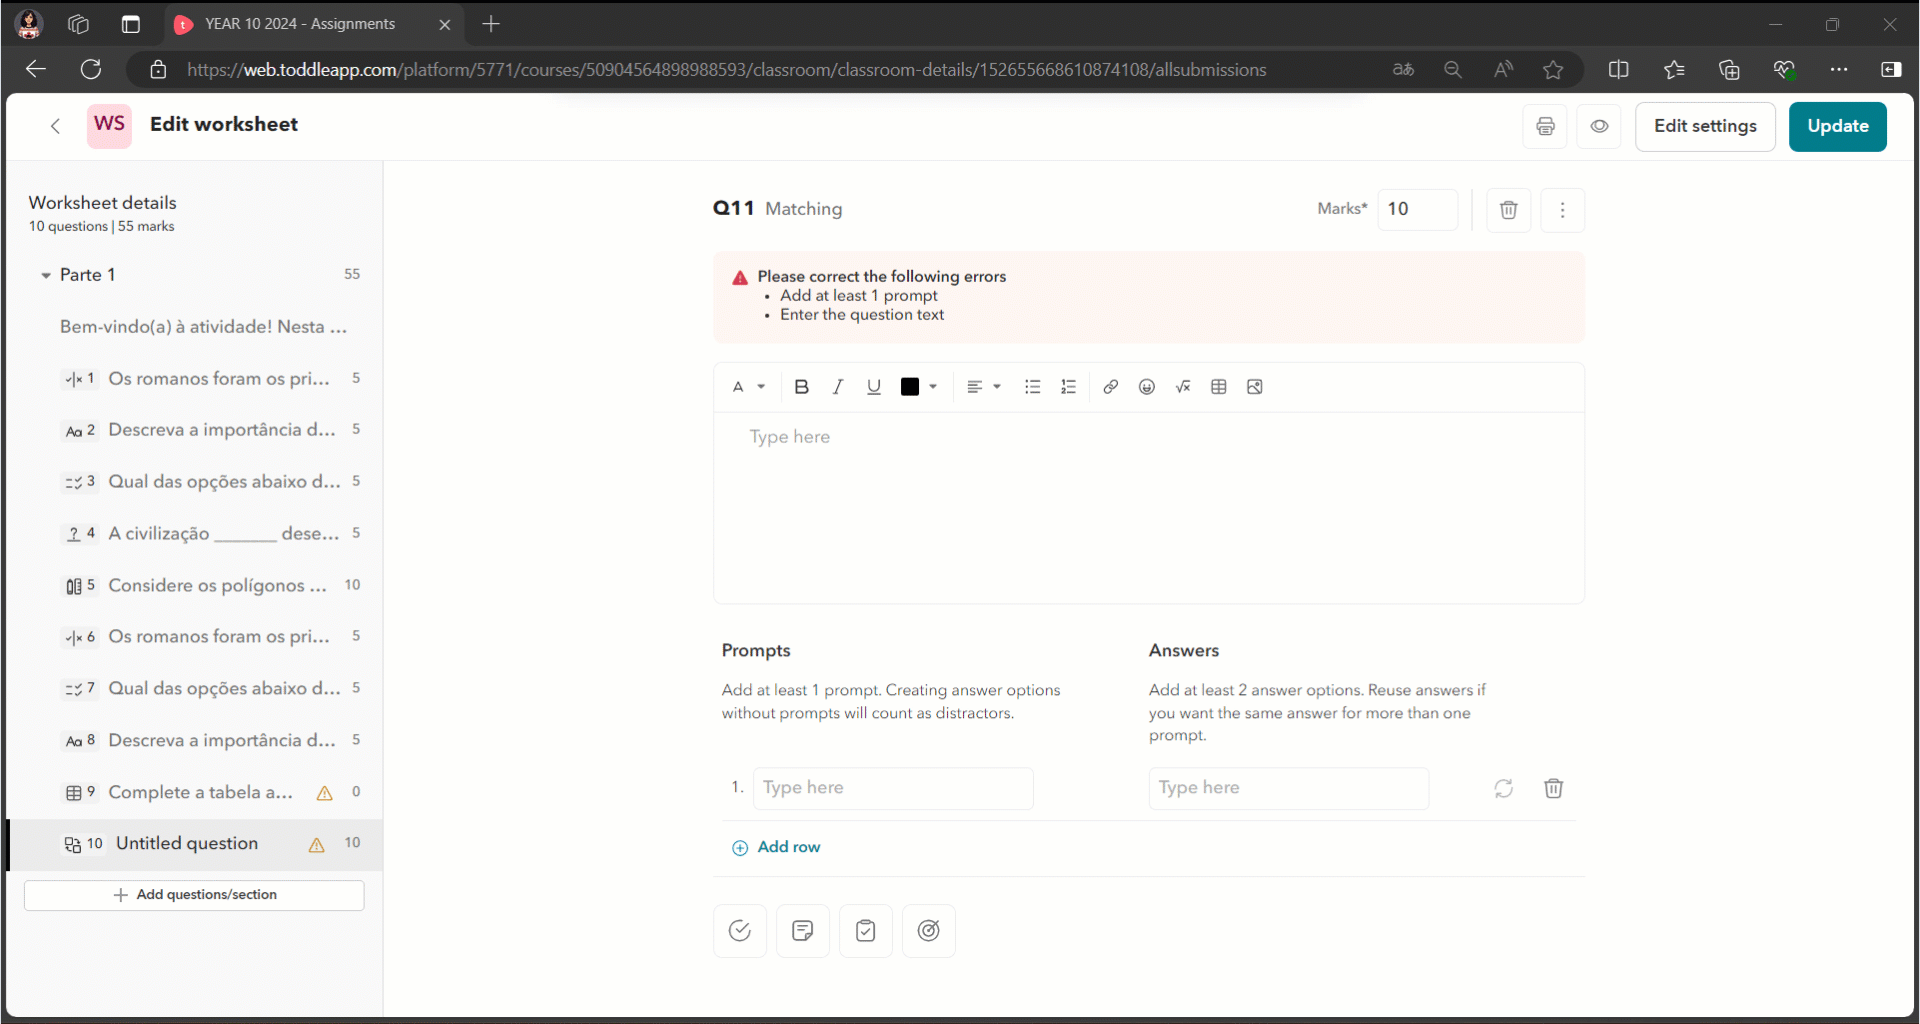 YEAR 10 2024 - Assignments
https://web.toddleapp.com/platform/5771/courses/50904564898988593/classroom/classroom-details/152655668610874108/allsubmissions
WS Edit worksheet
Edit settings
Update
Worksheet details
10 questions | 55 marks
Parte 1 55
Bem-vindo(a) à atividade! Nesta ...
1 Os romanos foram os pri... 5
Aa 2 Descreva a importância d... 5
3 Qual das opções abaixo d... 5
? 4 A civilização _______ dese... 5
5 Considere os polígonos ... 10
6 Os romanos foram os pri... 5
7 Qual das opções abaixo d... 5
Aa 8 Descreva a importância d... 5
9 Complete a tabela a... 0
10 Untitled question 10
+ Add questions/section
Q11 Matching
Marks* 10
Please correct the following errors
• Add at least 1 prompt
• Enter the question text
A B I U
Type here
Prompts
Add at least 1 prompt. Creating answer options
without prompts will count as distractors.
Answers
Add at least 2 answer options. Reuse answers if
you want the same answer for more than one
prompt.
1. Type here
Type here
Add row